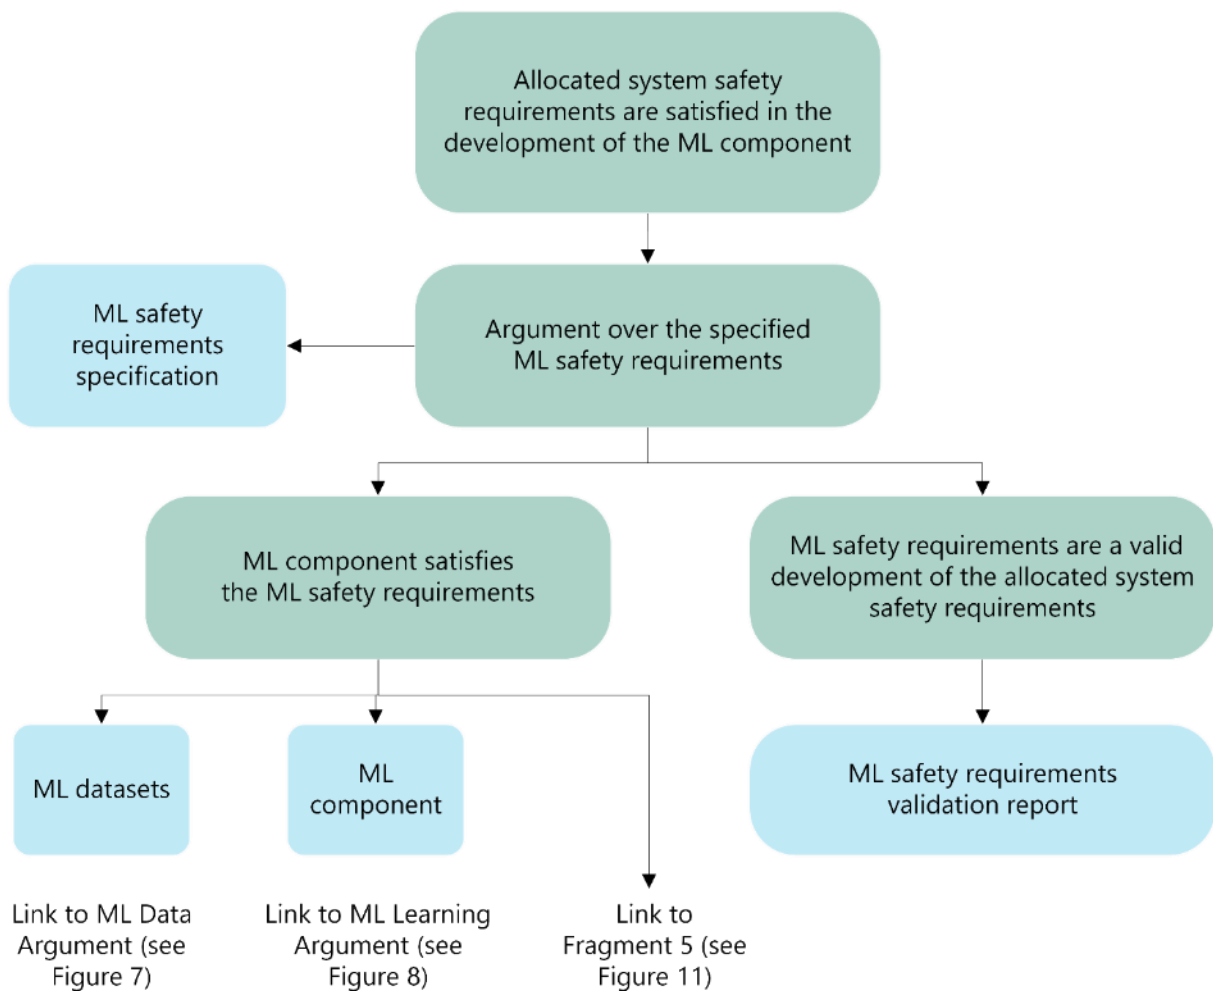 Allocated system safety
requirements are satisfied in the
development of the ML component
ML safety
requirements
specification
Argument over the specified
ML safety requirements
ML component satisfies
the ML safety requirements
ML safety requirements are a valid
development of the allocated system
safety requirements
ML datasets
ML
component
ML safety requirements
validation report
Link to ML Data
Argument (see
Figure 7)
Link to ML Learning
Argument (see
Figure 8)
Link to
Fragment 5 (see
Figure 11)